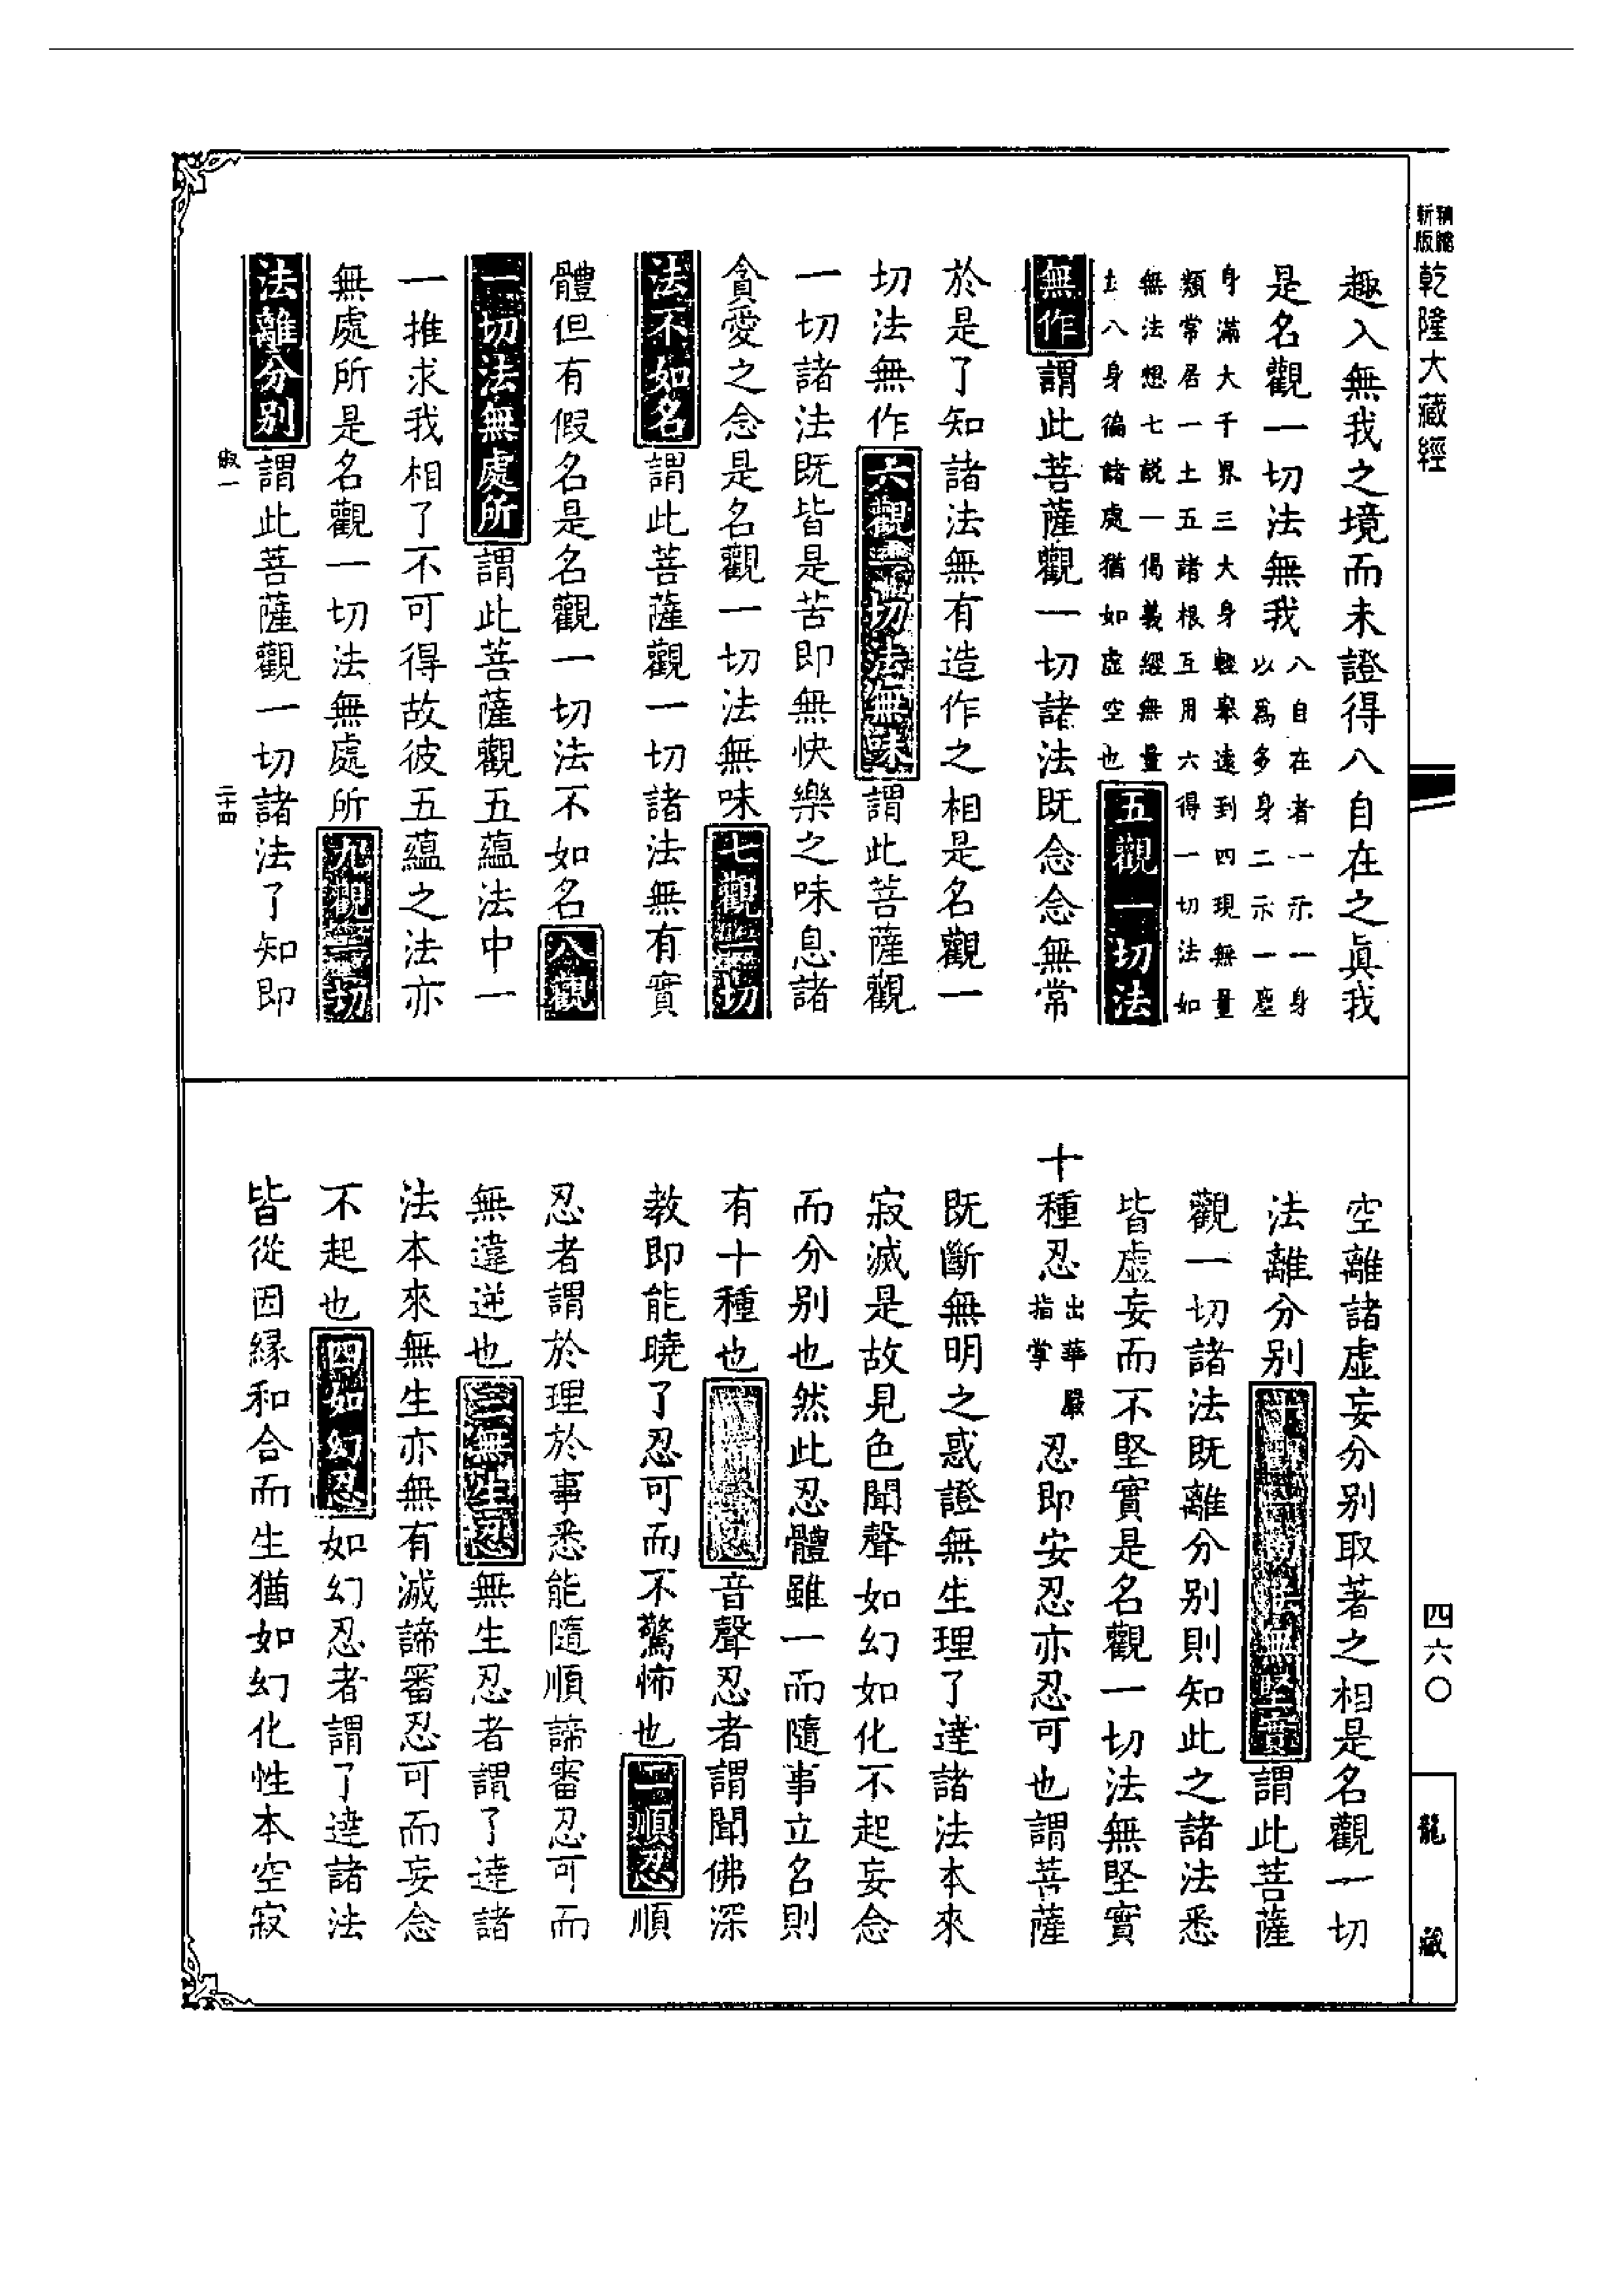 新版
乾隆大藏經
趣入無我之境而未證得八自在之眞我
是名觀一切法無我八自在者一示一身
以爲多身二示一塵
身滿大千界三大身輕舉遠到四現無量
類常居一土五諸根互用六得一切法如
無法想七説一偈義經無量
八身徧諸處猶如虛空也五觀一切法
無作謂此菩薩觀一切諸法既念念無常
於是了知諸法無有造作之相是名觀一
切法無作六觀一切法無味謂此菩薩觀
一切諸法既皆是苦即無快樂之味息諸
貪愛之念是名觀一切法無味七觀一切
法不如名謂此菩薩觀一切諸法無有實
體但有假名是名觀一切法不如名八觀
一切法無處所謂此菩薩觀五蘊法中一
一推求我相了不可得故彼五蘊之法亦
無處所是名觀一切法無處所九觀一切
法離分别謂此菩薩觀一切諸法了知即
二十四
空離諸虛妄分别取著之相是名觀一切
法離分别無堅實謂此菩薩
觀一切諸法既離分别則知此之諸法悉
皆虛妄而不堅實是名觀一切法無堅實
十種忍出華嚴
指掌
忍即安忍亦忍可也謂菩薩
既斷無明之惑證無生理了達諸法本來
寂滅是故見色聞聲如幻如化不起妄念
而分别也然此忍體雖一而隨事立名則
有十種也音聲忍者謂聞佛深
教即能曉了忍可而不驚怖也二順忍順
忍者謂於理於事悉能隨順諦審忍可而
無違逆也三無生忍無生忍者謂了達諸
法本來無生亦無有滅諦審忍可而妄念
不起也四如幻忍如幻忍者謂了達諸法
皆從因緣和合而生猶如幻化性本空寂
四六〇
龍藏